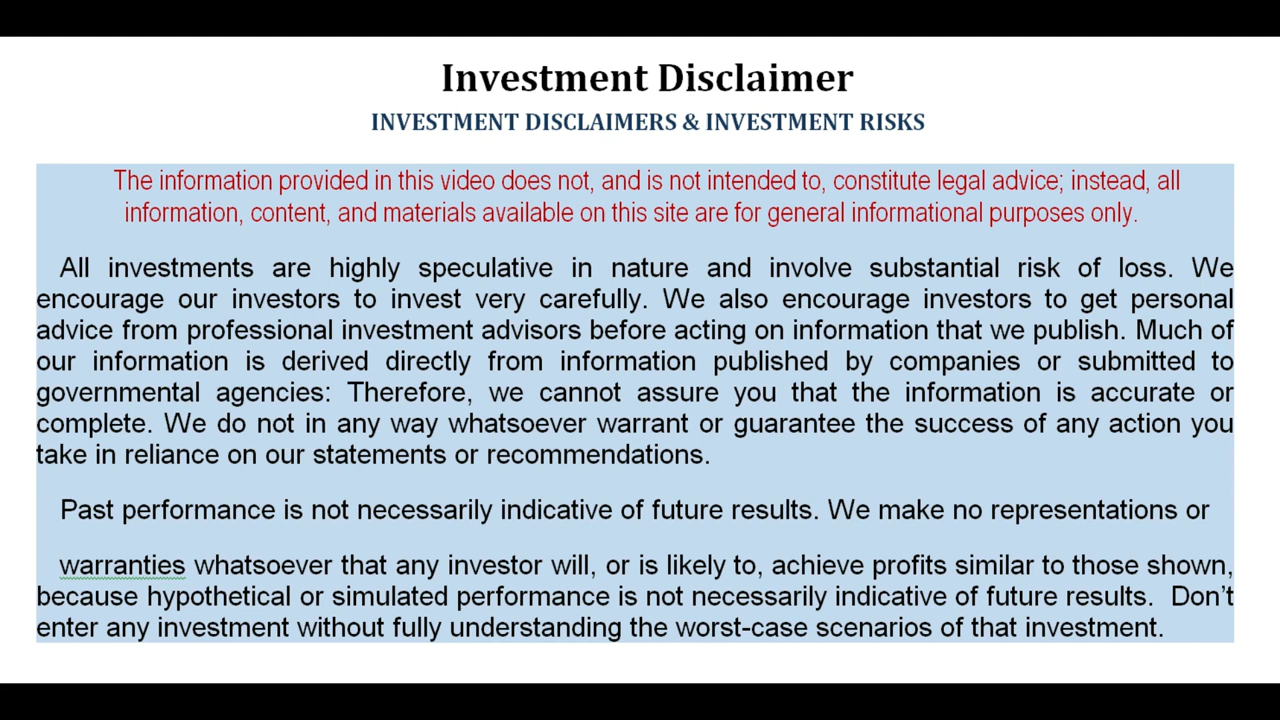 Investment Disclaimer
INVESTMENT DISCLAIMERS & INVESTMENT RISKS
The information provided in this video does not, and is not intended to, constitute legal advice; instead, all
information, content, and materials available on this site are for general informational purposes only.
All investments are highly speculative in nature and involve substantial risk of loss. We
encourage our investors to invest very carefully. We also encourage investors to get personal
advice from professional investment advisors before acting on information that we publish. Much of
our information is derived directly from information published by companies or submitted to
governmental agencies: Therefore, we cannot assure you that the information is accurate or
complete. We do not in any way whatsoever warrant or guarantee the success of any action you
take in reliance on our statements or recommendations.
Past performance is not necessarily indicative of future results. We make no representations or
warranties whatsoever that any investor will, or is likely to, achieve profits similar to those shown,
because hypothetical or simulated performance is not necessarily indicative of future results.  Don’t
enter any investment without fully understanding the worst-case scenarios of that investment.